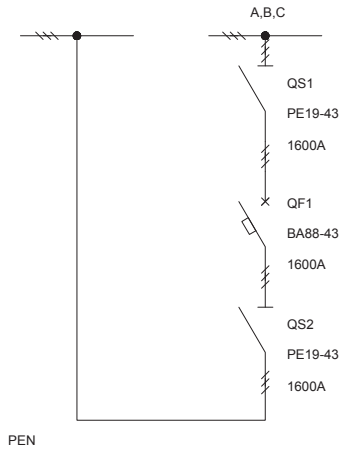 A,B,C
QS1
PE19-43
1600A
QF1
BA88-43
1600A
QS2
PE19-43
1600A
PEN